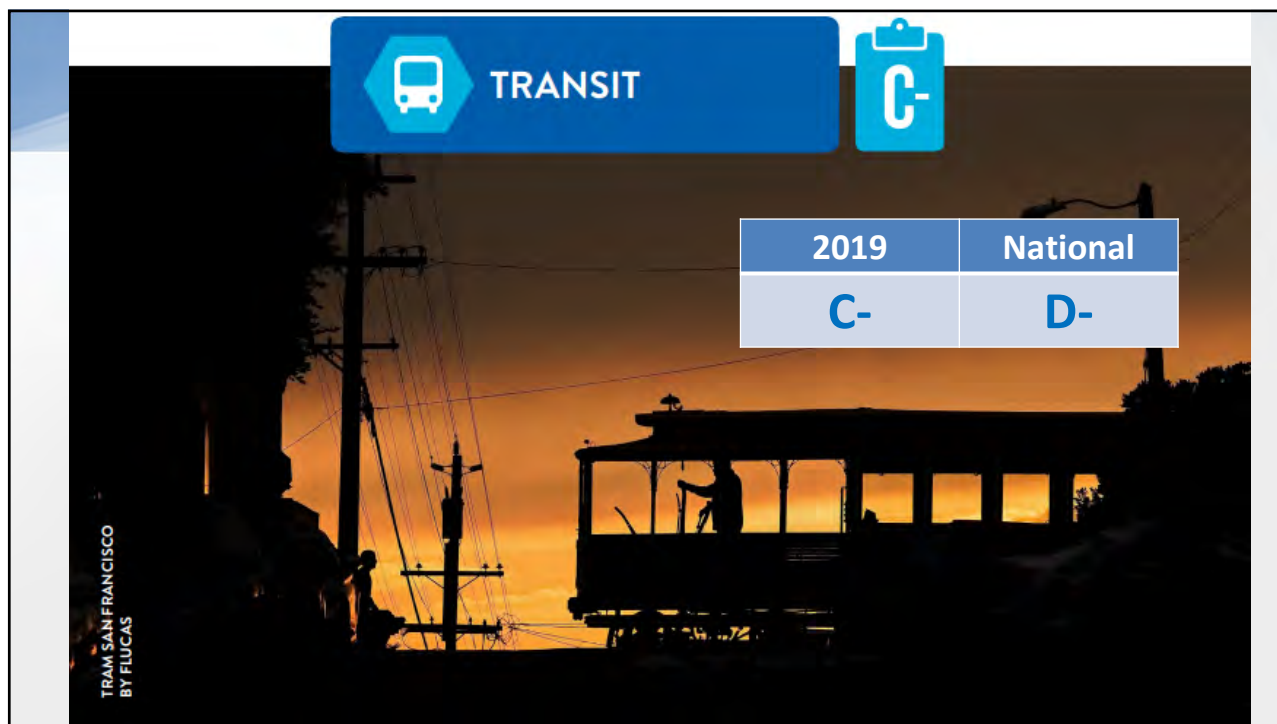 TRANSIT
C-
2019 National
C- D-
TRAM SAN FRANCISCO
BY FLUCAS